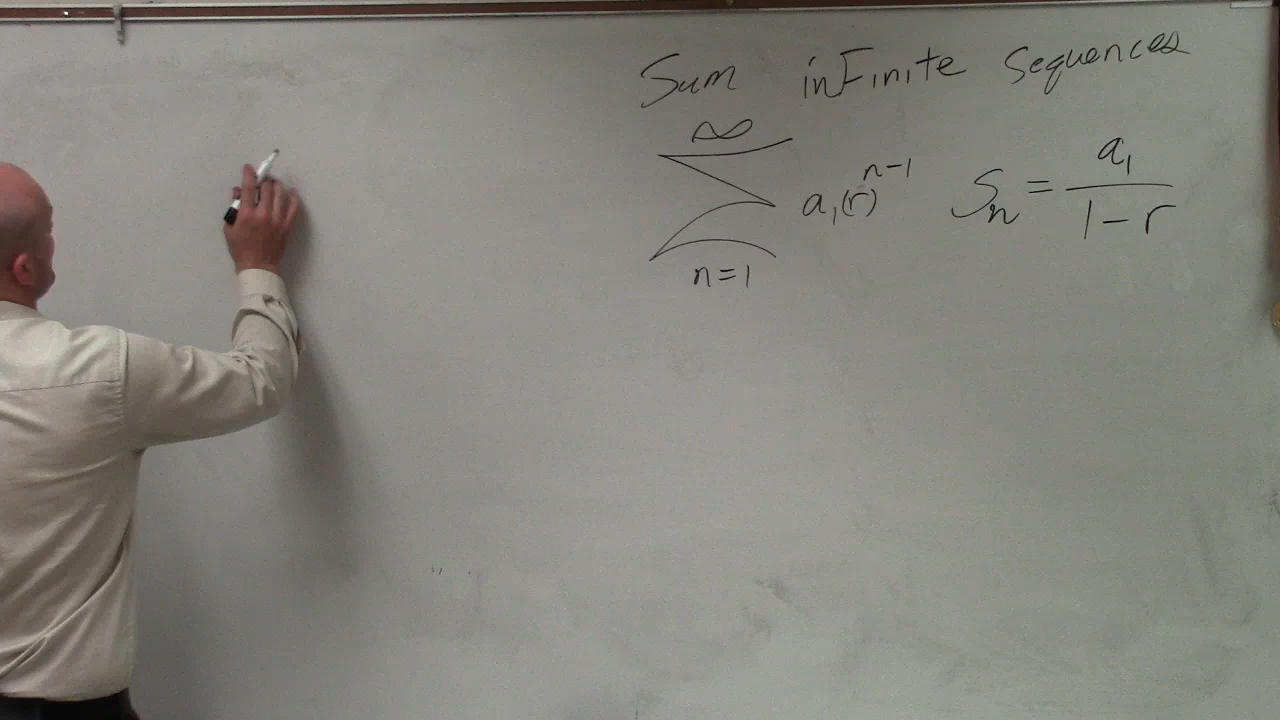 Sum infinite sequences
∞
∑ a₁(r)ⁿ⁻¹ Sₙ = a₁ / (1 − r)
n=1